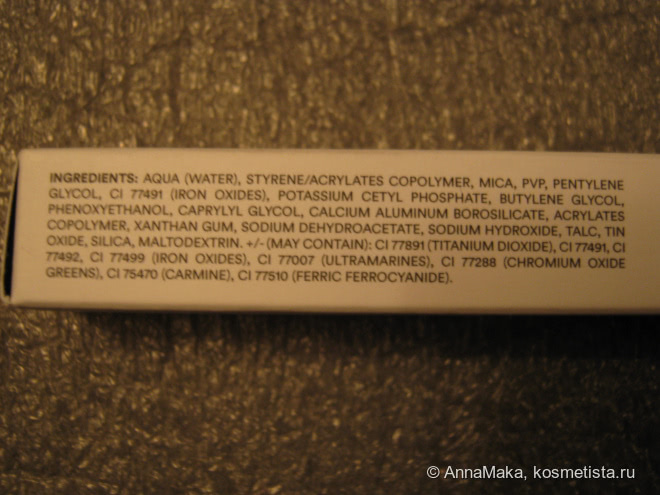 INGREDIENTS: AQUA (WATER), STYRENE/ACRYLATES COPOLYMER, MICA, PVP, PENTYLENE
GLYCOL, CI 77491 (IRON OXIDES), POTASSIUM CETYL PHOSPHATE, BUTYLENE GLYCOL,
PHENOXYETHANOL, CAPRYLYL GLYCOL, CALCIUM ALUMINUM BOROSILICATE, ACRYLATES
COPOLYMER, XANTHAN GUM, SODIUM DEHYDROACETATE, SODIUM HYDROXIDE, TALC, TIN
OXIDE, SILICA, MALTODEXTRIN. +/- (MAY CONTAIN): CI 77891 (TITANIUM DIOXIDE), CI 77491, CI
77492, CI 77499 (IRON OXIDES), CI 77007 (ULTRAMARINES), CI 77288 (CHROMIUM OXIDE
GREENS), CI 75470 (CARMINE), CI 77510 (FERRIC FERROCYANIDE).
© AnnaMaka, kosmetista.ru